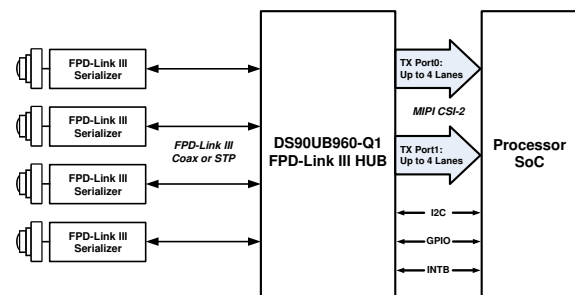 FPD-Link III
Serializer
FPD-Link III
Serializer
FPD-Link III
Serializer
FPD-Link III
Serializer
FPD-Link III
Coax or STP
DS90UB960-Q1
FPD-Link III HUB
TX Port0:
Up to 4 Lanes
MIPI CSI-2
TX Port1:
Up to 4 Lanes
I2C
GPIO
INTB
Processor
SoC